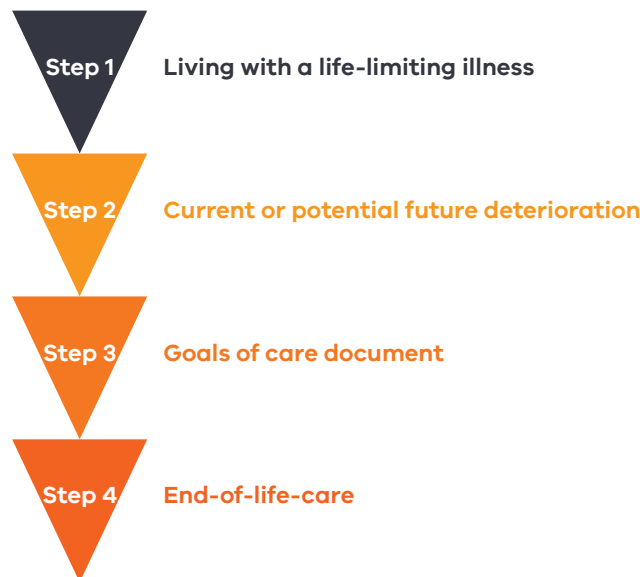 Step 1 Living with a life-limiting illness
Step 2 Current or potential future deterioration
Step 3 Goals of care document
Step 4 End-of-life-care